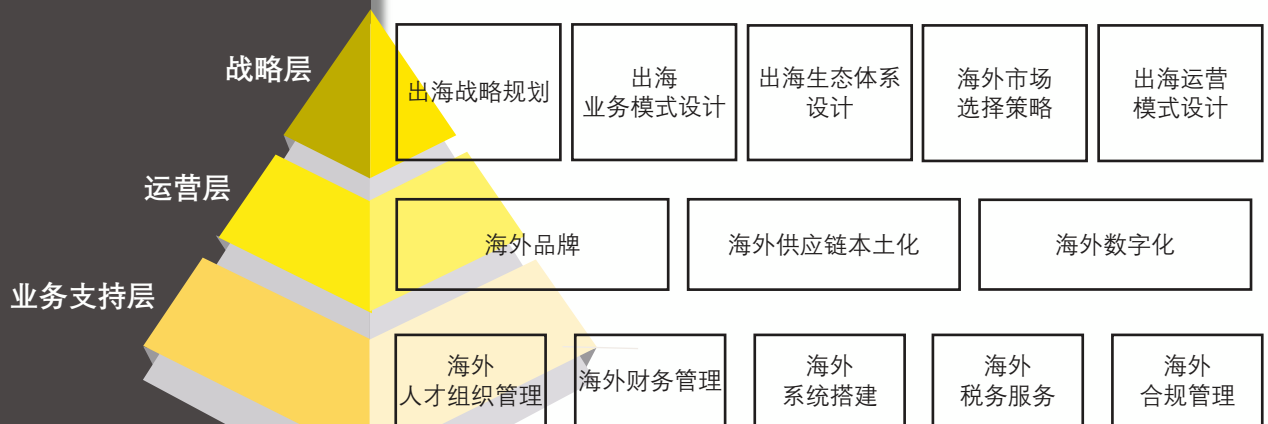 战略层
出海战略规划
出海
业务模式设计
出海生态体系
设计
海外市场
选择策略
出海运营
模式设计
运营层
海外品牌
海外供应链本土化
海外数字化
业务支持层
海外
人才组织管理
海外财务管理
海外
系统搭建
海外
税务服务
海外
合规管理